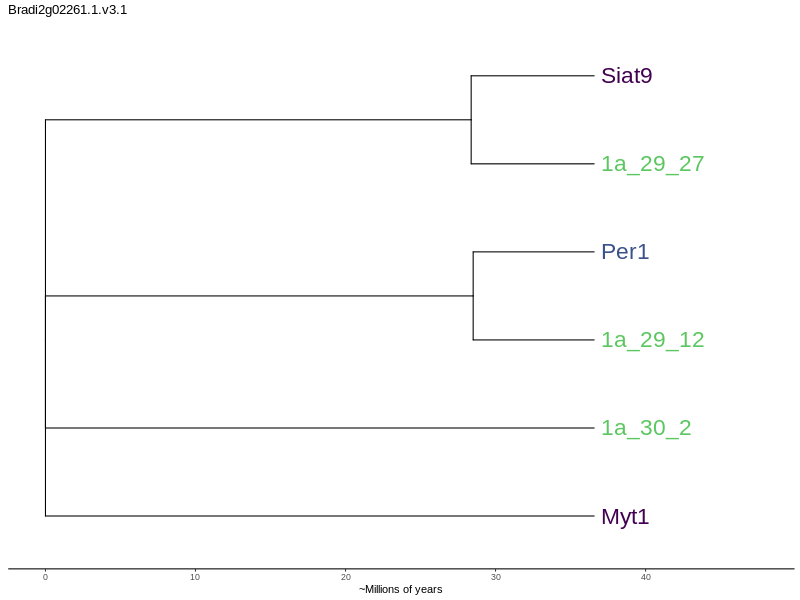 Bradi2g02261.1.v3.1
Siat9
1a_29_27
Per1
1a_29_12
1a_30_2
Myt1
0 10 20 30 40
~Millions of years